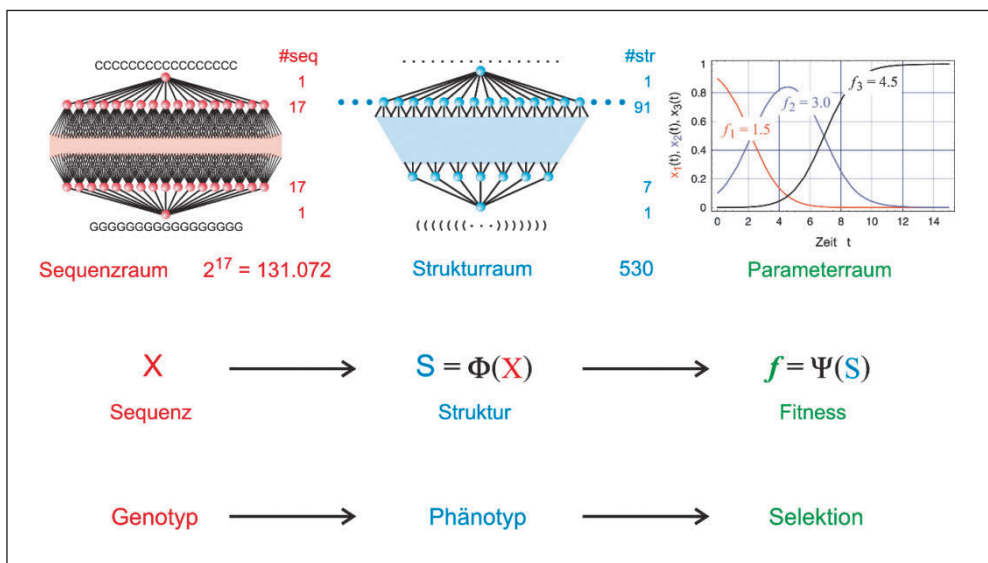 #seq
CCCCCCCCCCCCCCCCC
1
17
17
1
GGGGGGGGGGGGGGGGG
Sequenzraum 2^17 = 131.072
#str
. . . . . . . . . . . . . . . . .
1
91
7
1
(((((((···)))))))
Strukturraum 530
x1(t), x2(t), x3(t)
1
0.8
0.6
0.4
0.2
0
f1 = 1.5
f2 = 3.0
f3 = 4.5
0 2 4 6 8 10 12 14
Zeit t
Parameterraum
X
S = Φ(X)
f = Ψ(S)
Sequenz
Struktur
Fitness
Genotyp
Phänotyp
Selektion